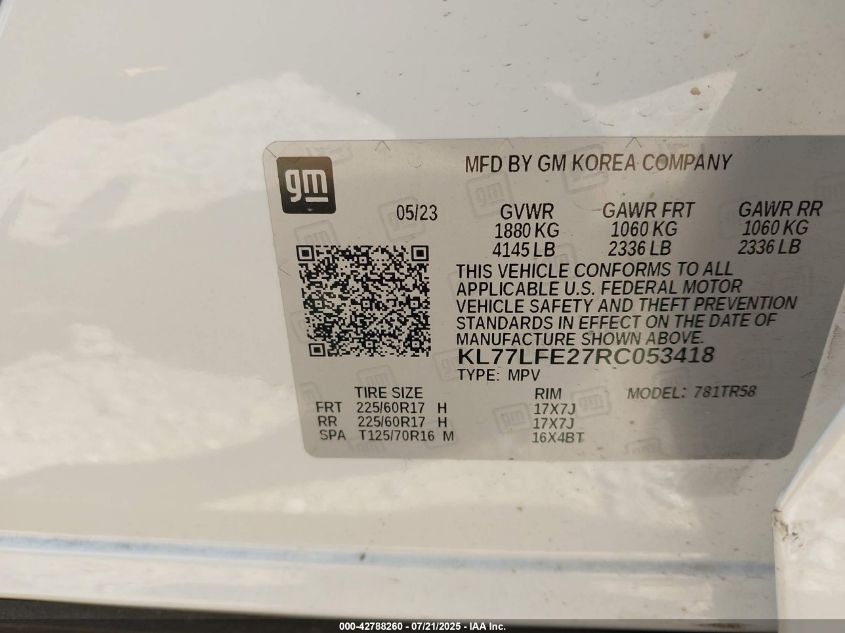 gm
MFD BY GM KOREA COMPANY
05/23
GVWR GAWR FRT GAWR RR
1880 KG 1060 KG 1060 KG
4145 LB 2336 LB 2336 LB
THIS VEHICLE CONFORMS TO ALL
APPLICABLE U.S. FEDERAL MOTOR
VEHICLE SAFETY AND THEFT PREVENTION
STANDARDS IN EFFECT ON THE DATE OF
MANUFACTURE SHOWN ABOVE.
KL77LFE27RC053418
TYPE: MPV
TIRE SIZE RIM MODEL: 781TR58
FRT 225/60R17 H 17X7J
RR 225/60R17 H 17X7J
SPA T125/70R16 M 16X4BT
000-42788260 - 07/21/2025 - IAA Inc.